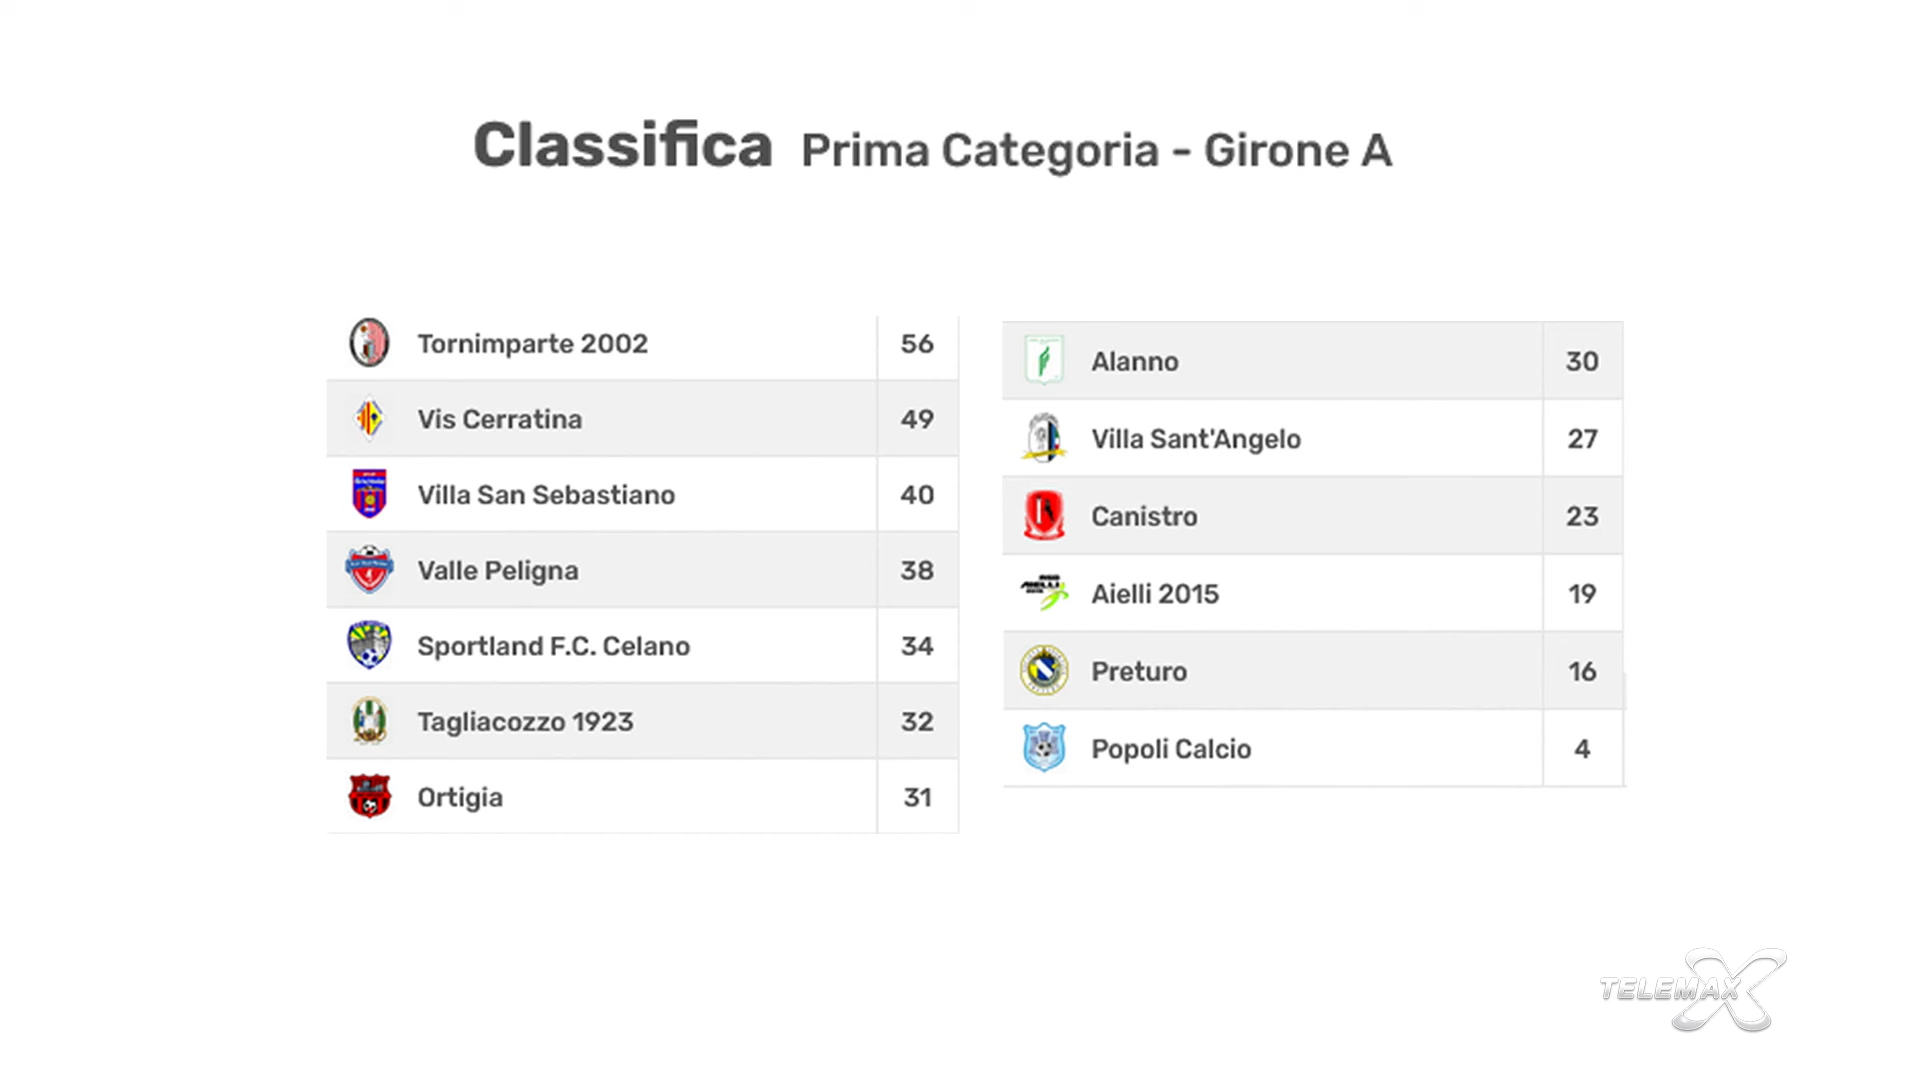 Classifica Prima Categoria - Girone A
Tornimparte 2002 56
Vis Cerratina 49
Villa San Sebastiano 40
Valle Peligna 38
Sportland F.C. Celano 34
Tagliacozzo 1923 32
Ortigia 31
Alanno 30
Villa Sant'Angelo 27
Canistro 23
Aielli 2015 19
Preturo 16
Popoli Calcio 4
TELEMAX